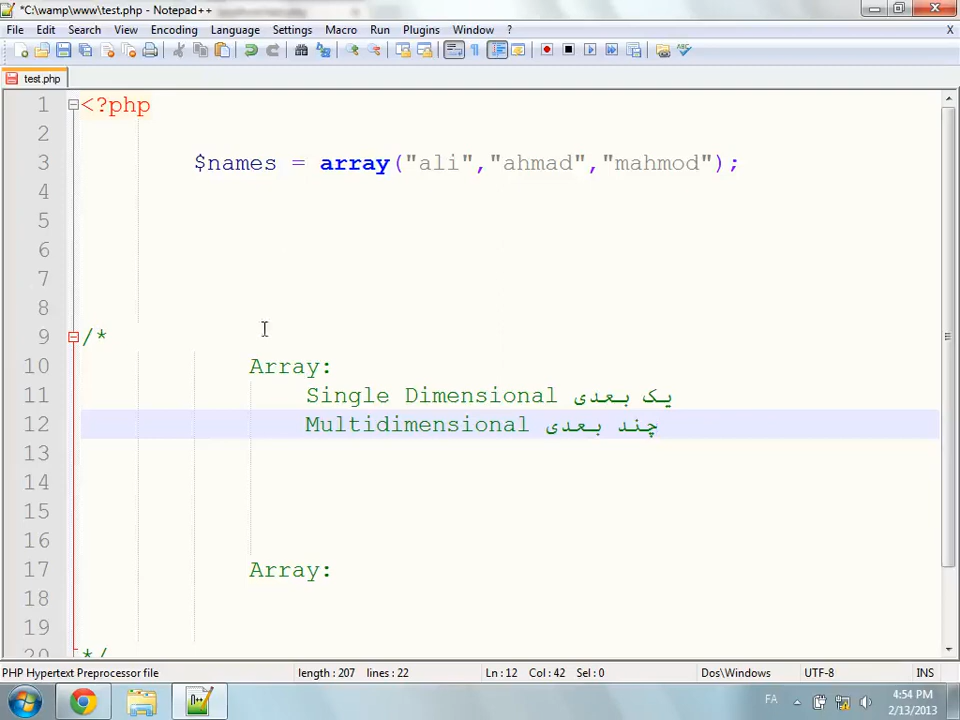 *C:\wamp\www\test.php - Notepad++
File Edit Search View Encoding Language Settings Macro Run Plugins Window ? X
test.php
1 <?php
2
3 $names = array("ali","ahmad","mahmod");
4
5
6
7
8
9 /*
10 Array:
11 Single Dimensional یک بعدی
12 Multidimensional چند بعدی
13
14
15
16
17 Array:
18
19
20 */
PHP Hypertext Preprocessor file length : 207 lines : 22 Ln : 12 Col : 42 Sel : 0 Dos\Windows UTF-8 INS
FA 4:54 PM
2/13/2013